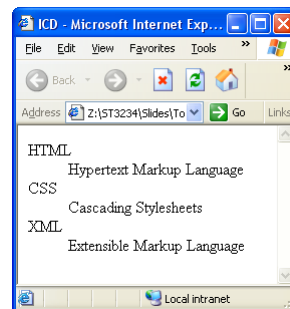 ICD - Microsoft Internet Exp...
File Edit View Favorites Tools »
Back »
Address Z:\ST3234\Slides\To Go Links
HTML
Hypertext Markup Language
CSS
Cascading Stylesheets
XML
Extensible Markup Language
Local intranet